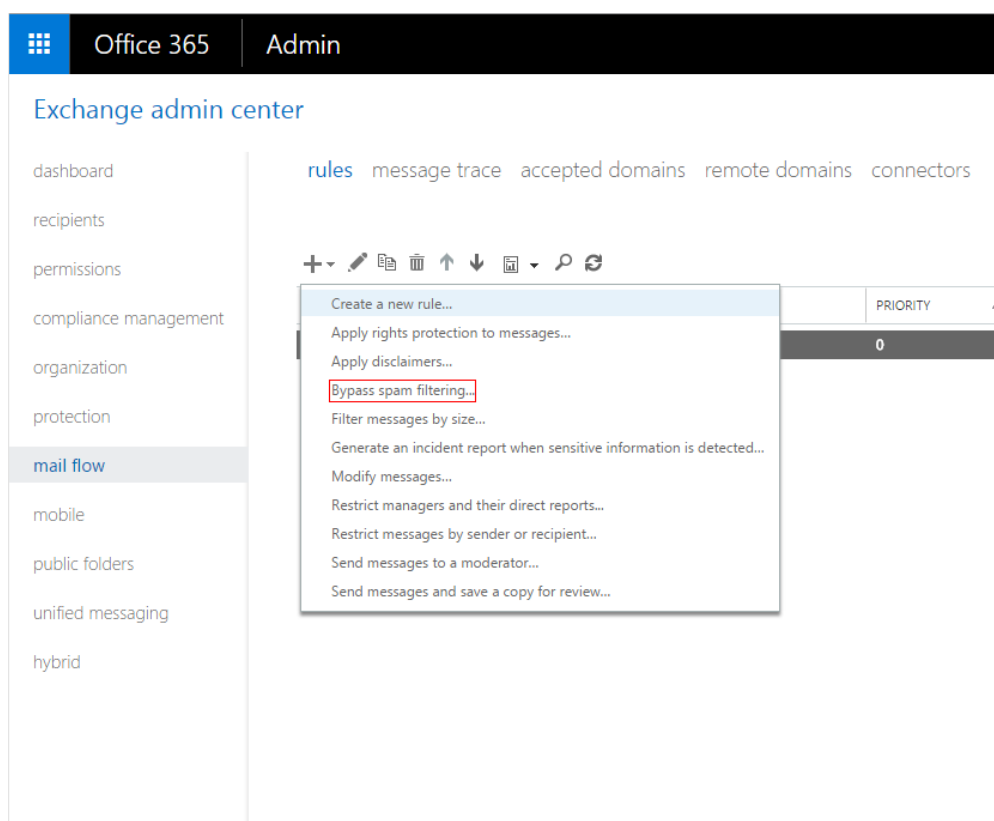 Office 365 Admin
Exchange admin center
dashboard
recipients
permissions
compliance management
organization
protection
mail flow
mobile
public folders
unified messaging
hybrid
rules message trace accepted domains remote domains connectors
Create a new rule...
Apply rights protection to messages...
Apply disclaimers...
Bypass spam filtering...
Filter messages by size...
Generate an incident report when sensitive information is detected...
Modify messages...
Restrict managers and their direct reports...
Restrict messages by sender or recipient...
Send messages to a moderator...
Send messages and save a copy for review...
PRIORITY
0